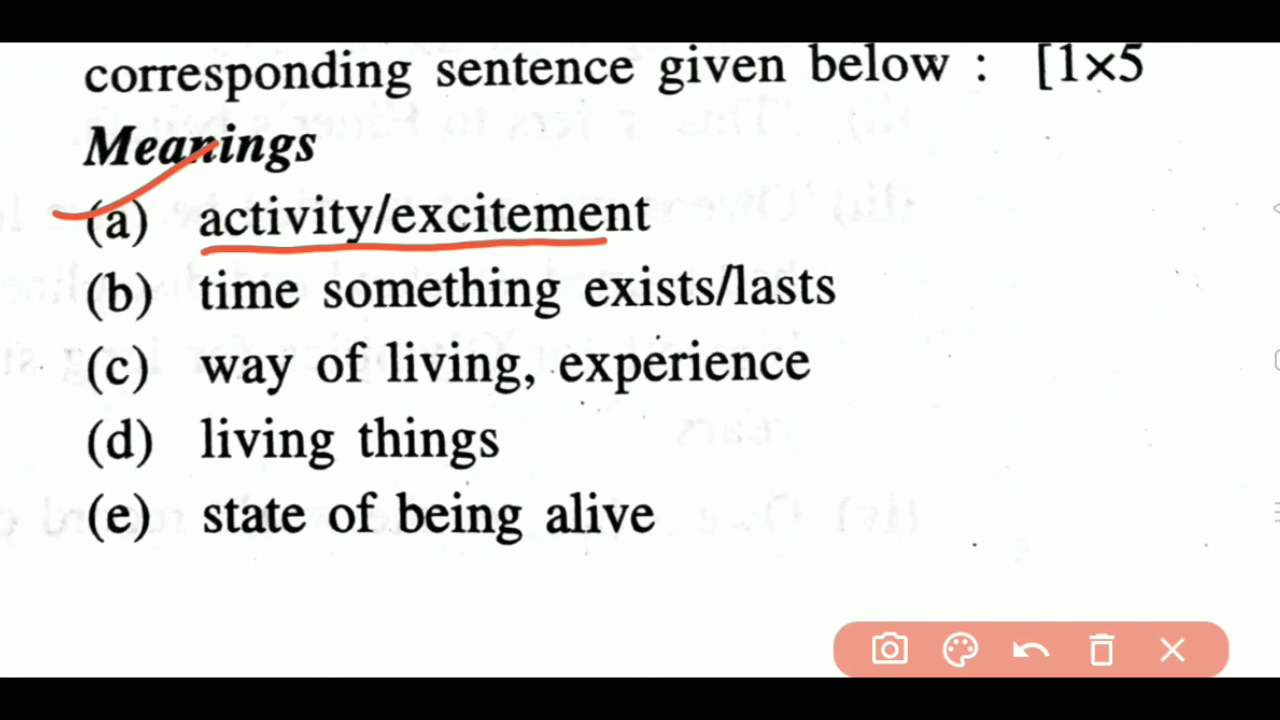 corresponding sentence given below : [1×5
Meanings
(a) activity/excitement
(b) time something exists/lasts
(c) way of living, experience
(d) living things
(e) state of being alive